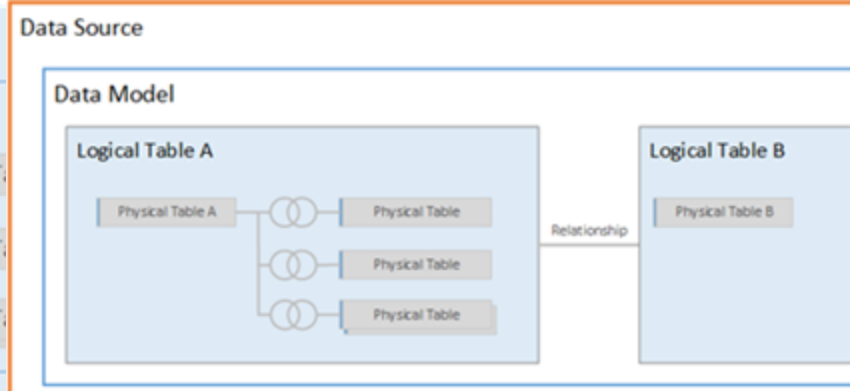 Data Source
Data Model
Logical Table A
Logical Table B
Physical Table A
Physical Table
Physical Table B
Relationship
Physical Table
Physical Table